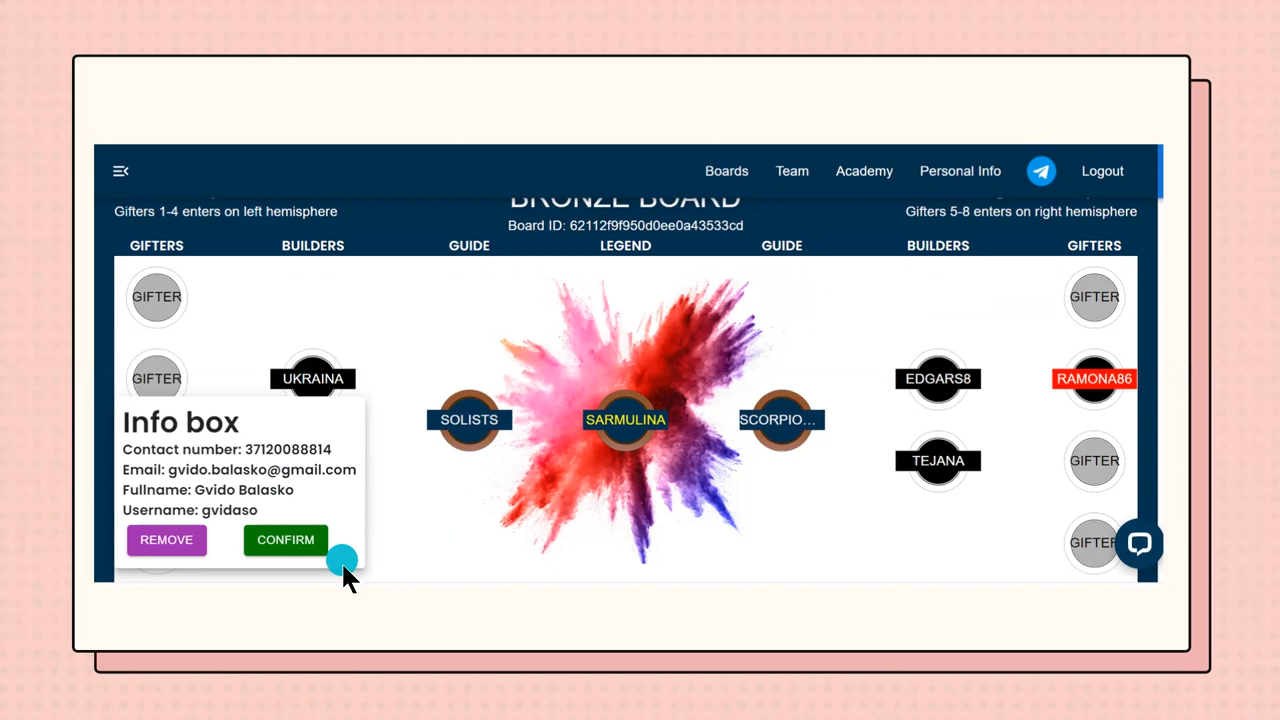 Boards Team Academy Personal Info Logout
BRONZE BOARD
Gifters 1-4 enters on left hemisphere
Gifters 5-8 enters on right hemisphere
Board ID: 62112f9f950d0ee0a43533cd
GIFTERS BUILDERS GUIDE LEGEND GUIDE BUILDERS GIFTERS
GIFTER
GIFTER
GIFTER UKRAINA EDGARS8 RAMONA86
SOLISTS SARMULINA SCORPIO...
Info box
Contact number: 37120088814
Email: gvido.balasko@gmail.com
Fullname: Gvido Balasko
Username: gvidaso
REMOVE CONFIRM
TEJANA GIFTER
GIFTER